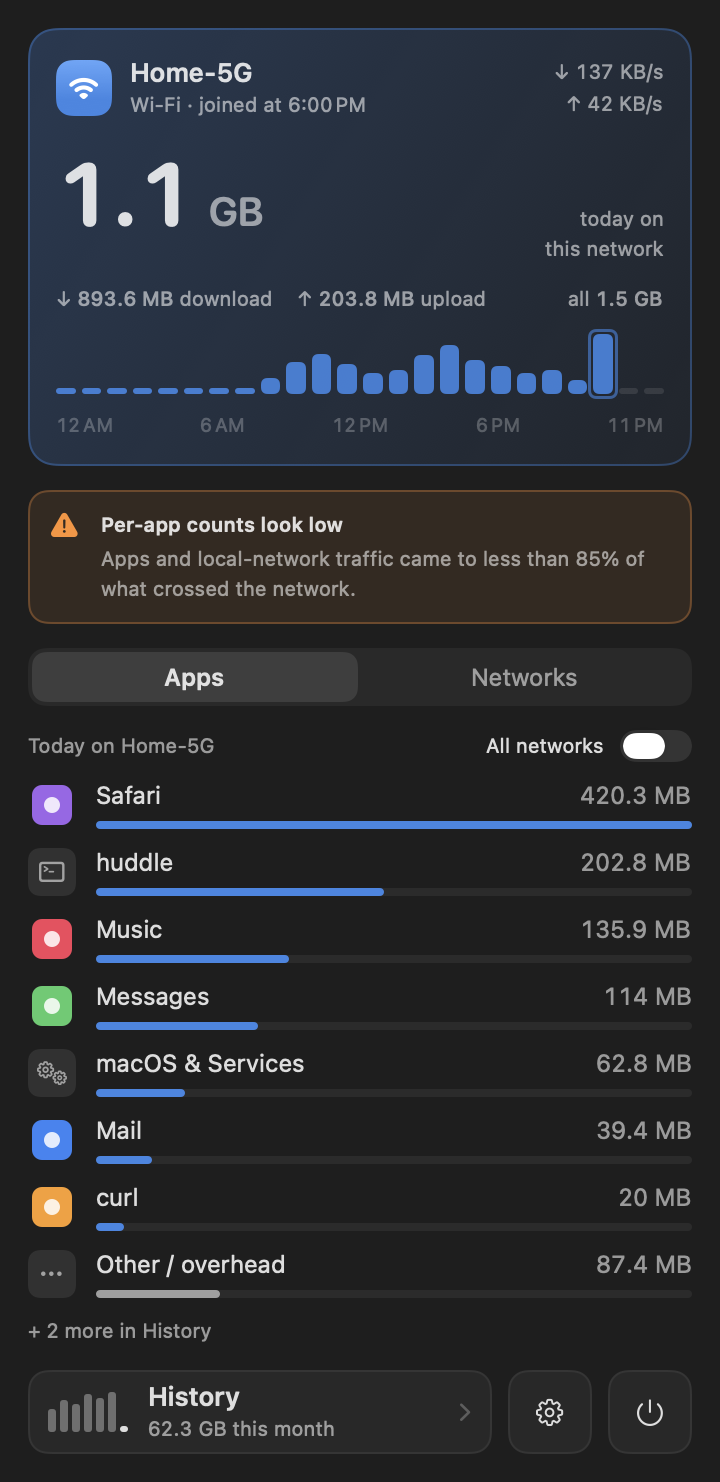 Home-5G
↓ 137 KB/s
Wi-Fi · joined at 6:00 PM
↑ 42 KB/s
1.1 GB
today on
this network
↓ 893.6 MB download ↑ 203.8 MB upload all 1.5 GB
12 AM 6 AM 12 PM 6 PM 11 PM
Per-app counts look low
Apps and local-network traffic came to less than 85% of
what crossed the network.
Apps Networks
Today on Home-5G All networks
Safari 420.3 MB
huddle 202.8 MB
Music 135.9 MB
Messages 114 MB
macOS & Services 62.8 MB
Mail 39.4 MB
curl 20 MB
Other / overhead 87.4 MB
+ 2 more in History
History
62.3 GB this month